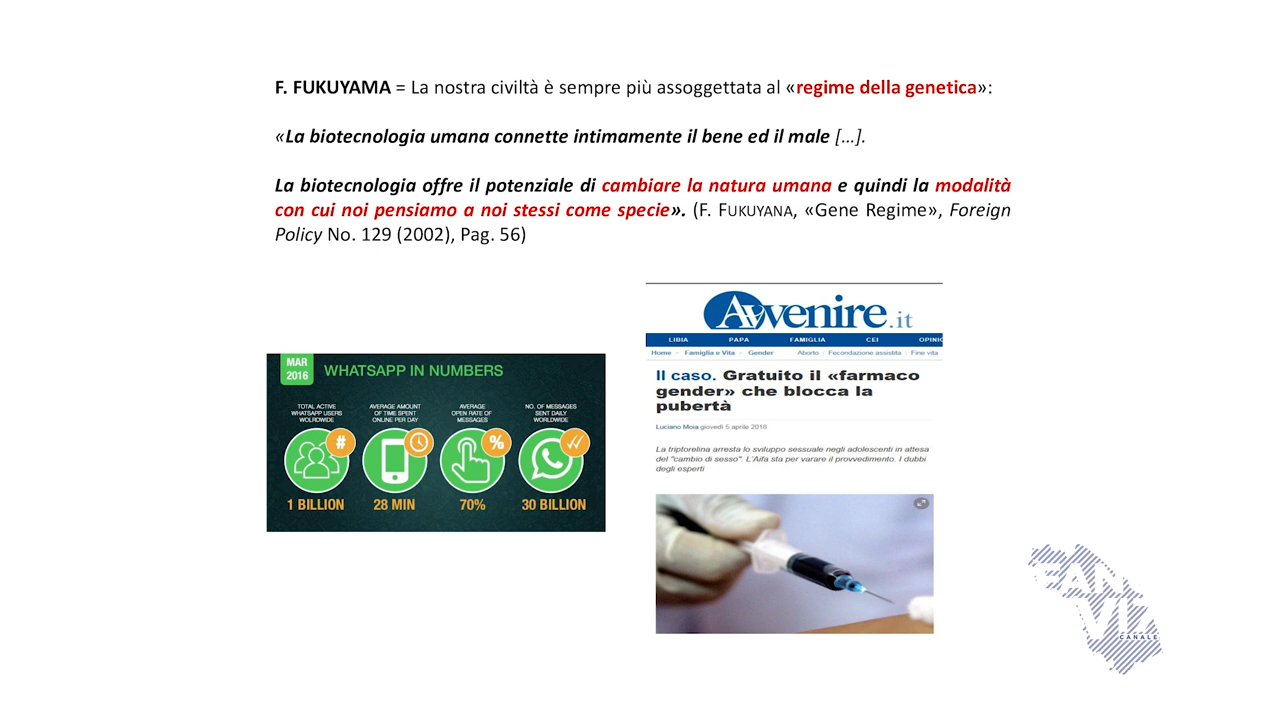 F. FUKUYAMA = La nostra civiltà è sempre più assoggettata al «regime della genetica»:
«La biotecnologia umana connette intimamente il bene ed il male [...].
La biotecnologia offre il potenziale di cambiare la natura umana e quindi la modalità
con cui noi pensiamo a noi stessi come specie». (F. FUKUYANA, «Gene Regime», Foreign
Policy No. 129 (2002), Pag. 56)
MAR
2016
WHATSAPP IN NUMBERS
TOTAL ACTIVE
WHATSAPP USERS
WOLRDWIDE
AVERAGE AMOUNT
OF TIME SPENT
ONLINE PER DAY
AVERAGE
OPEN RATE OF
MESSAGES
NO. OF MESSAGES
SENT DAILY
WORLDWIDE
#
%
1 BILLION
28 MIN
70%
30 BILLION
Avvenire.it
LIBIA PAPA FAMIGLIA CEI OPINIO
Home Famiglia e Vita Gender Aborto | Fecondazione assistita | Fine vita
Il caso. Gratuito il «farmaco
gender» che blocca la
pubertà
Luciano Moia giovedì 5 aprile 2018
La triptorelina arresta lo sviluppo sessuale negli adolescenti in attesa
del "cambio di sesso". L'Aifa sta per varare il provvedimento. I dubbi
degli esperti
CANALE